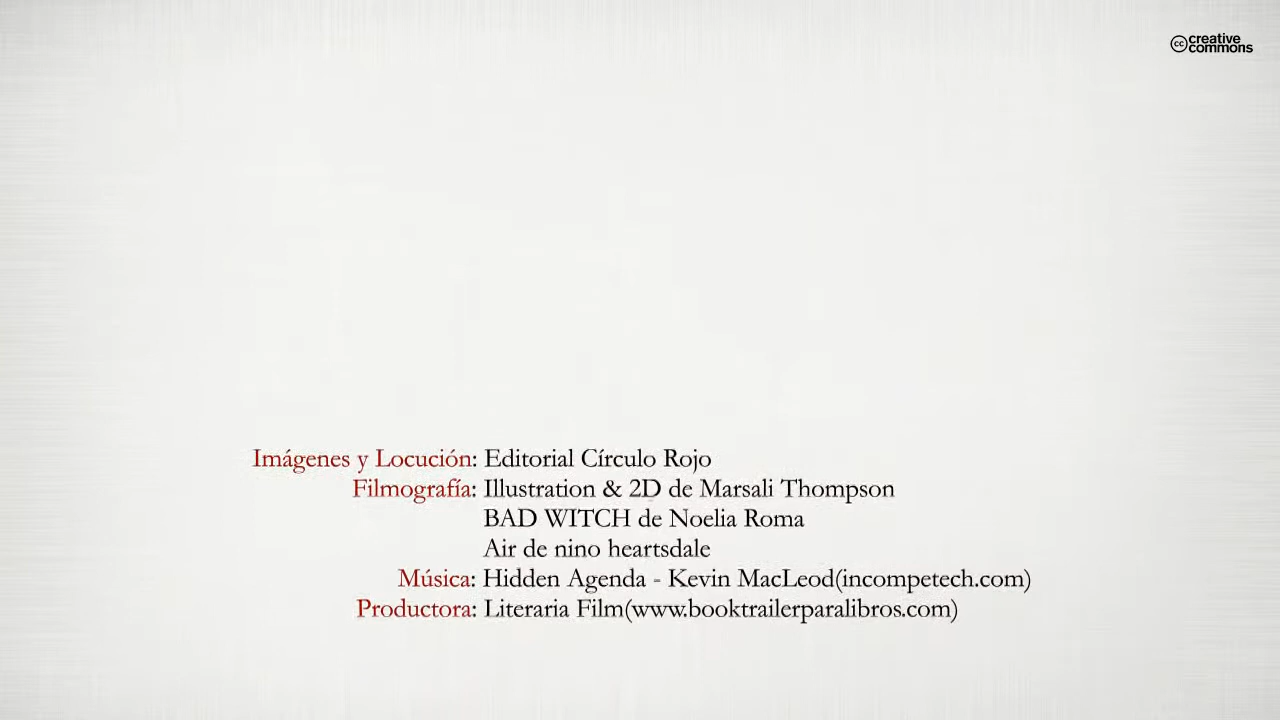 cc creative
commons
Imágenes y Locución: Editorial Círculo Rojo
Filmografía: Illustration & 2D de Marsali Thompson
BAD WITCH de Noelia Roma
Air de nino heartsdale
Música: Hidden Agenda - Kevin MacLeod(incompetech.com)
Productora: Literaria Film(www.booktrailerparalibros.com)